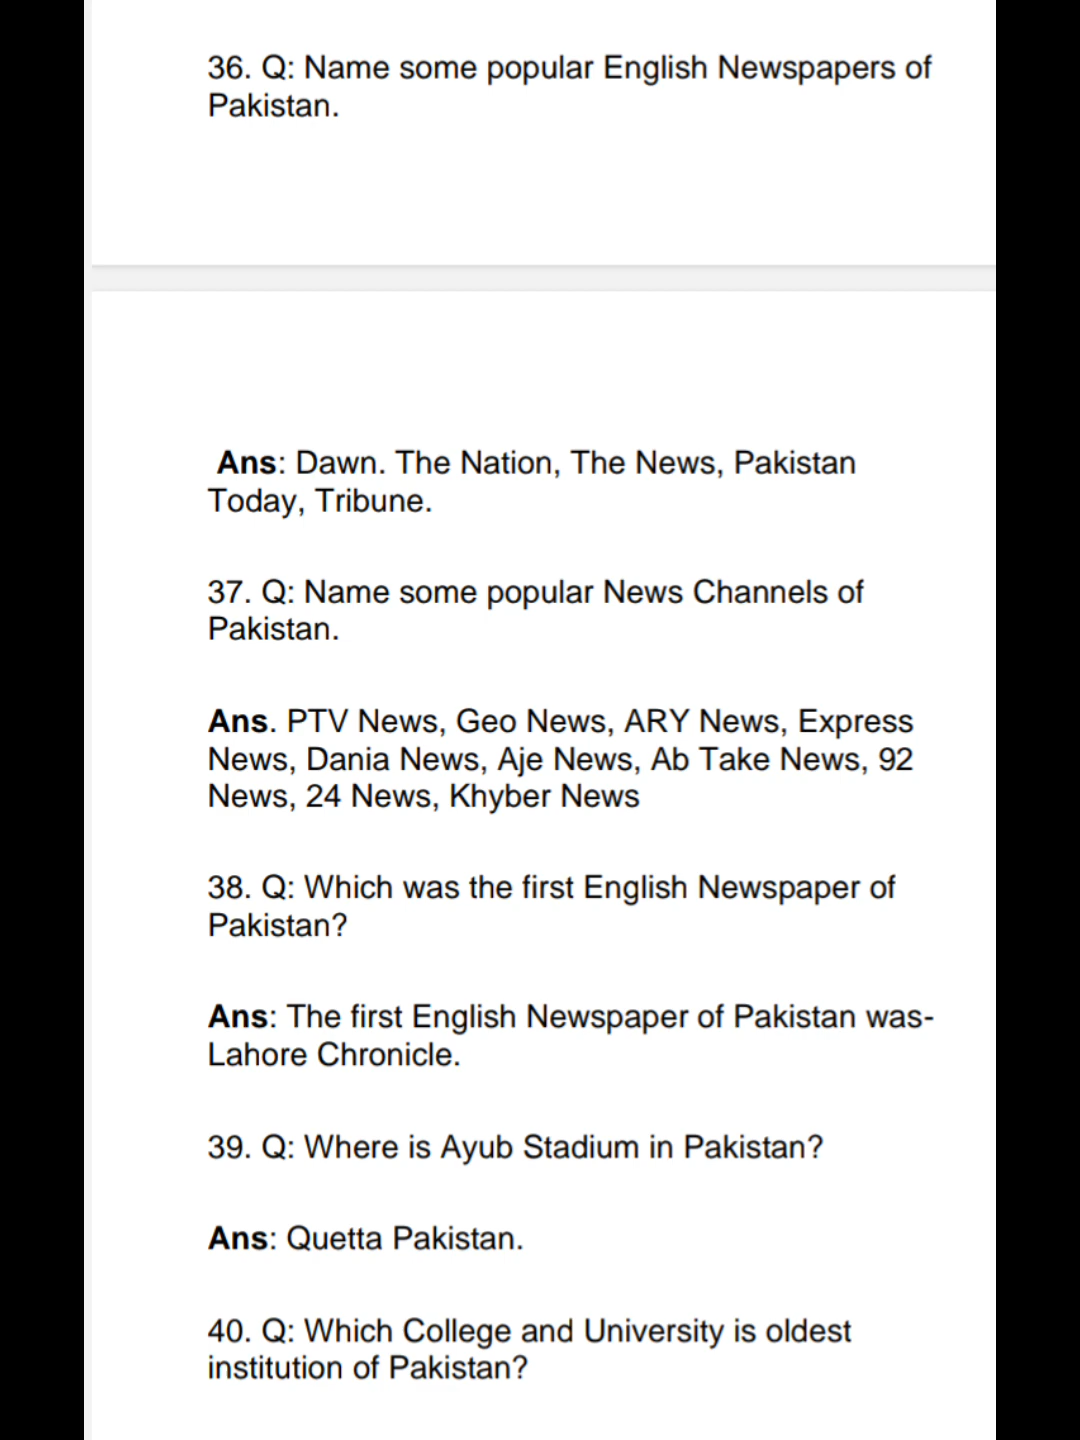 36. Q: Name some popular English Newspapers of
Pakistan.
Ans: Dawn. The Nation, The News, Pakistan
Today, Tribune.
37. Q: Name some popular News Channels of
Pakistan.
Ans. PTV News, Geo News, ARY News, Express
News, Dania News, Aje News, Ab Take News, 92
News, 24 News, Khyber News
38. Q: Which was the first English Newspaper of
Pakistan?
Ans: The first English Newspaper of Pakistan was-
Lahore Chronicle.
39. Q: Where is Ayub Stadium in Pakistan?
Ans: Quetta Pakistan.
40. Q: Which College and University is oldest
institution of Pakistan?